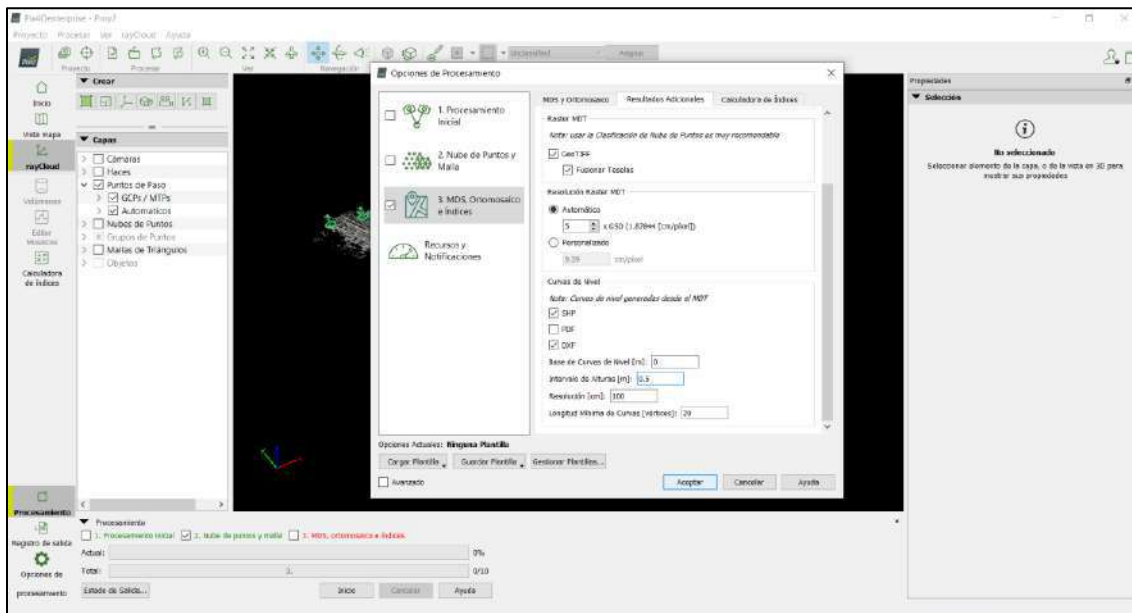 Proyecto Procesar Ver rayCloud Ayuda
Proyecto
Procesar
Ver
Navegación
Unclassified
Asignar
Inicio
Vista mapa
rayCloud
Volúmenes
Editor
Mosaicos
Calculadora
de índices
Procesamiento
Registro de salida
Opciones de
procesamiento
Crear
Capas
Cámaras
Haces
Puntos de Paso
GCPs / MTPs
Automáticos
Nubes de Puntos
Grupos de Puntos
Mallas de Triángulos
Objetos
Opciones de Procesamiento
1. Procesamiento
Inicial
2. Nube de Puntos y
Malla
3. MDS, Ortomosaico
e Índices
Recursos y
Notificaciones
MDS y Ortomosaico
Resultados Adicionales
Calculadora de Índices
Raster MDT
Nota: usar la Clasificación de Nube de Puntos es muy recomendable
GeoTIFF
Fusionar Teselas
Resolución Raster MDT
Automático
5 x GSD (1.82844 [cm/pixel])
Personalizado
cm/pixel
Curvas de Nivel
Nota: Curvas de nivel generadas desde el MDT
SHP
PDF
DXF
Base de Curvas de Nivel [m]: 0
Intervalo de Alturas [m]: 0.5
Resolución [cm]: 100
Longitud Mínima de Curvas [vértices]: 20
Opciones Actuales: Ninguna Plantilla
Cargar Plantilla
Guardar Plantilla
Gestionar Plantillas...
Avanzado
Aceptar
Cancelar
Ayuda
Propiedades
Selección
No seleccionado
Seleccionar elemento de la capa, o de la vista en 3D para
mostrar sus propiedades
Procesamiento
1. Procesamiento Inicial 2. Nube de puntos y malla 3. MDS, ortomosaico e índices
Actual: 0%
Total: 0/10
Estado de Salida...
Inicio
Cancelar
Ayuda